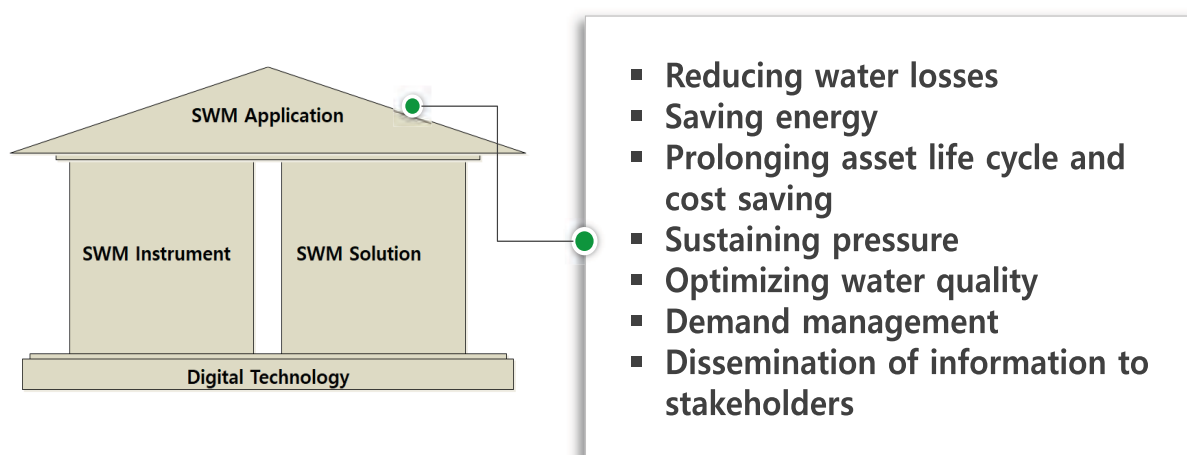 SWM Application
SWM Instrument
SWM Solution
Digital Technology
▪ Reducing water losses
▪ Saving energy
▪ Prolonging asset life cycle and
cost saving
▪ Sustaining pressure
▪ Optimizing water quality
▪ Demand management
▪ Dissemination of information to
stakeholders